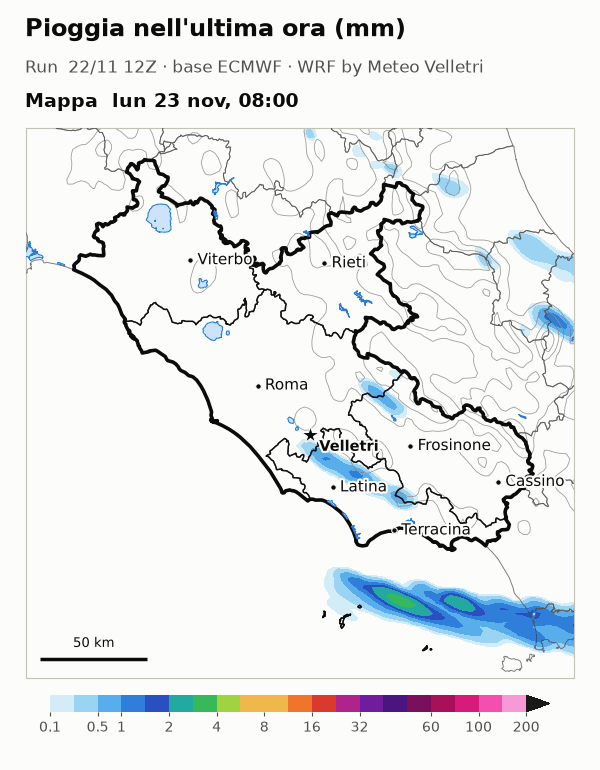 Pioggia nell'ultima ora (mm)
Run  22/11 12Z · base ECMWF · WRF by Meteo Velletri
Mappa  lun 23 nov, 08:00
Viterbo
Rieti
Roma
Velletri
Frosinone
Cassino
Latina
Terracina
50 km
0.1 0.5 1 2 4 8 16 32 60 100 200